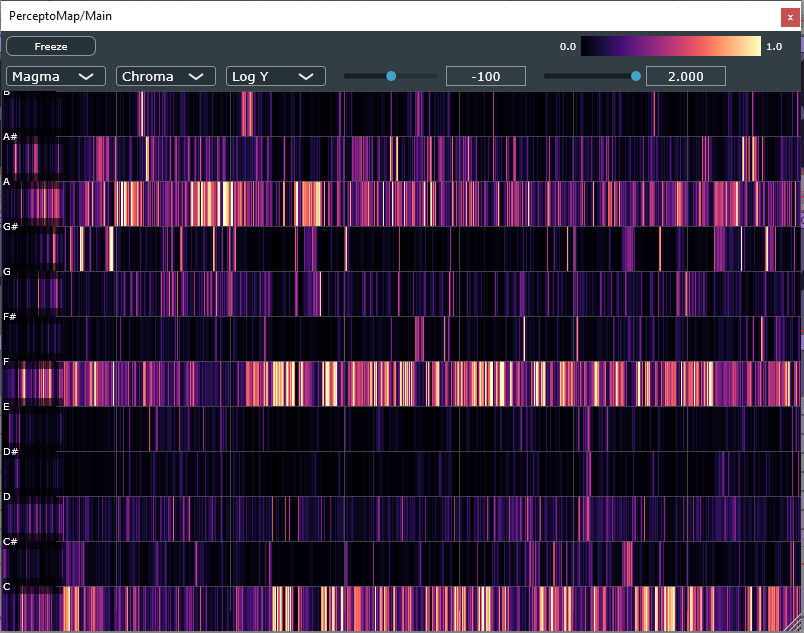 PerceptoMap/Main
x
Freeze
0.0
1.0
Magma
Chroma
Log Y
-100
2.000
B
A#
A
G#
G
F#
F
E
D#
D
C#
C